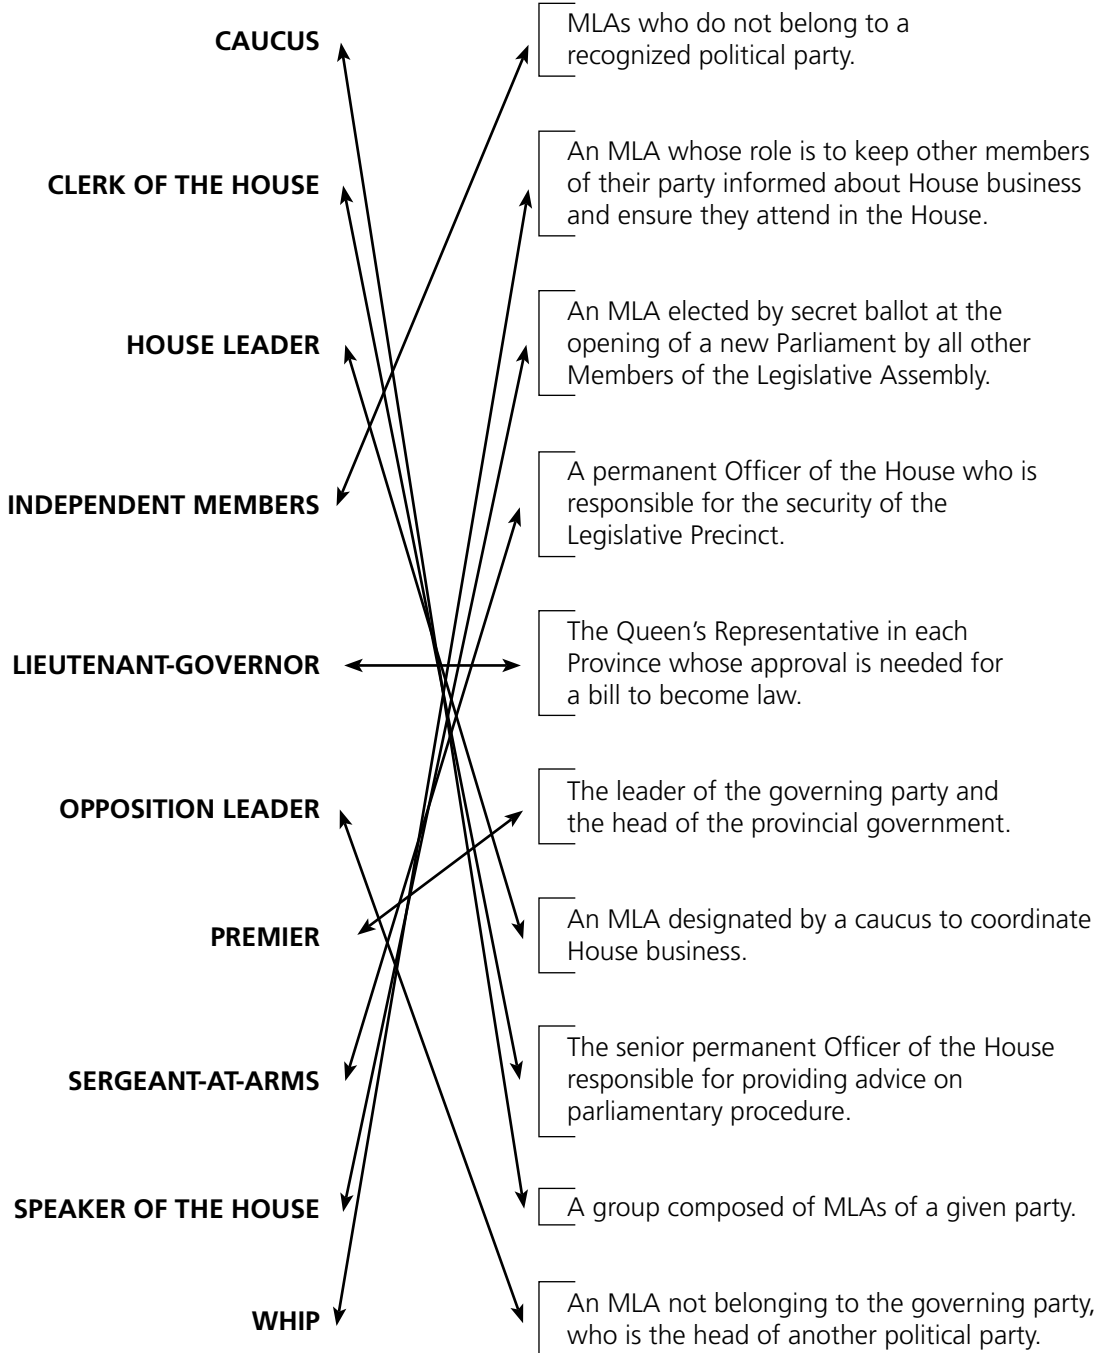 CAUCUS
MLAs who do not belong to a
recognized political party.
CLERK OF THE HOUSE
An MLA whose role is to keep other members
of their party informed about House business
and ensure they attend in the House.
HOUSE LEADER
An MLA elected by secret ballot at the
opening of a new Parliament by all other
Members of the Legislative Assembly.
INDEPENDENT MEMBERS
A permanent Officer of the House who is
responsible for the security of the
Legislative Precinct.
LIEUTENANT-GOVERNOR
The Queen's Representative in each
Province whose approval is needed for
a bill to become law.
OPPOSITION LEADER
The leader of the governing party and
the head of the provincial government.
PREMIER
An MLA designated by a caucus to coordinate
House business.
SERGEANT-AT-ARMS
The senior permanent Officer of the House
responsible for providing advice on
parliamentary procedure.
SPEAKER OF THE HOUSE
A group composed of MLAs of a given party.
WHIP
An MLA not belonging to the governing party,
who is the head of another political party.